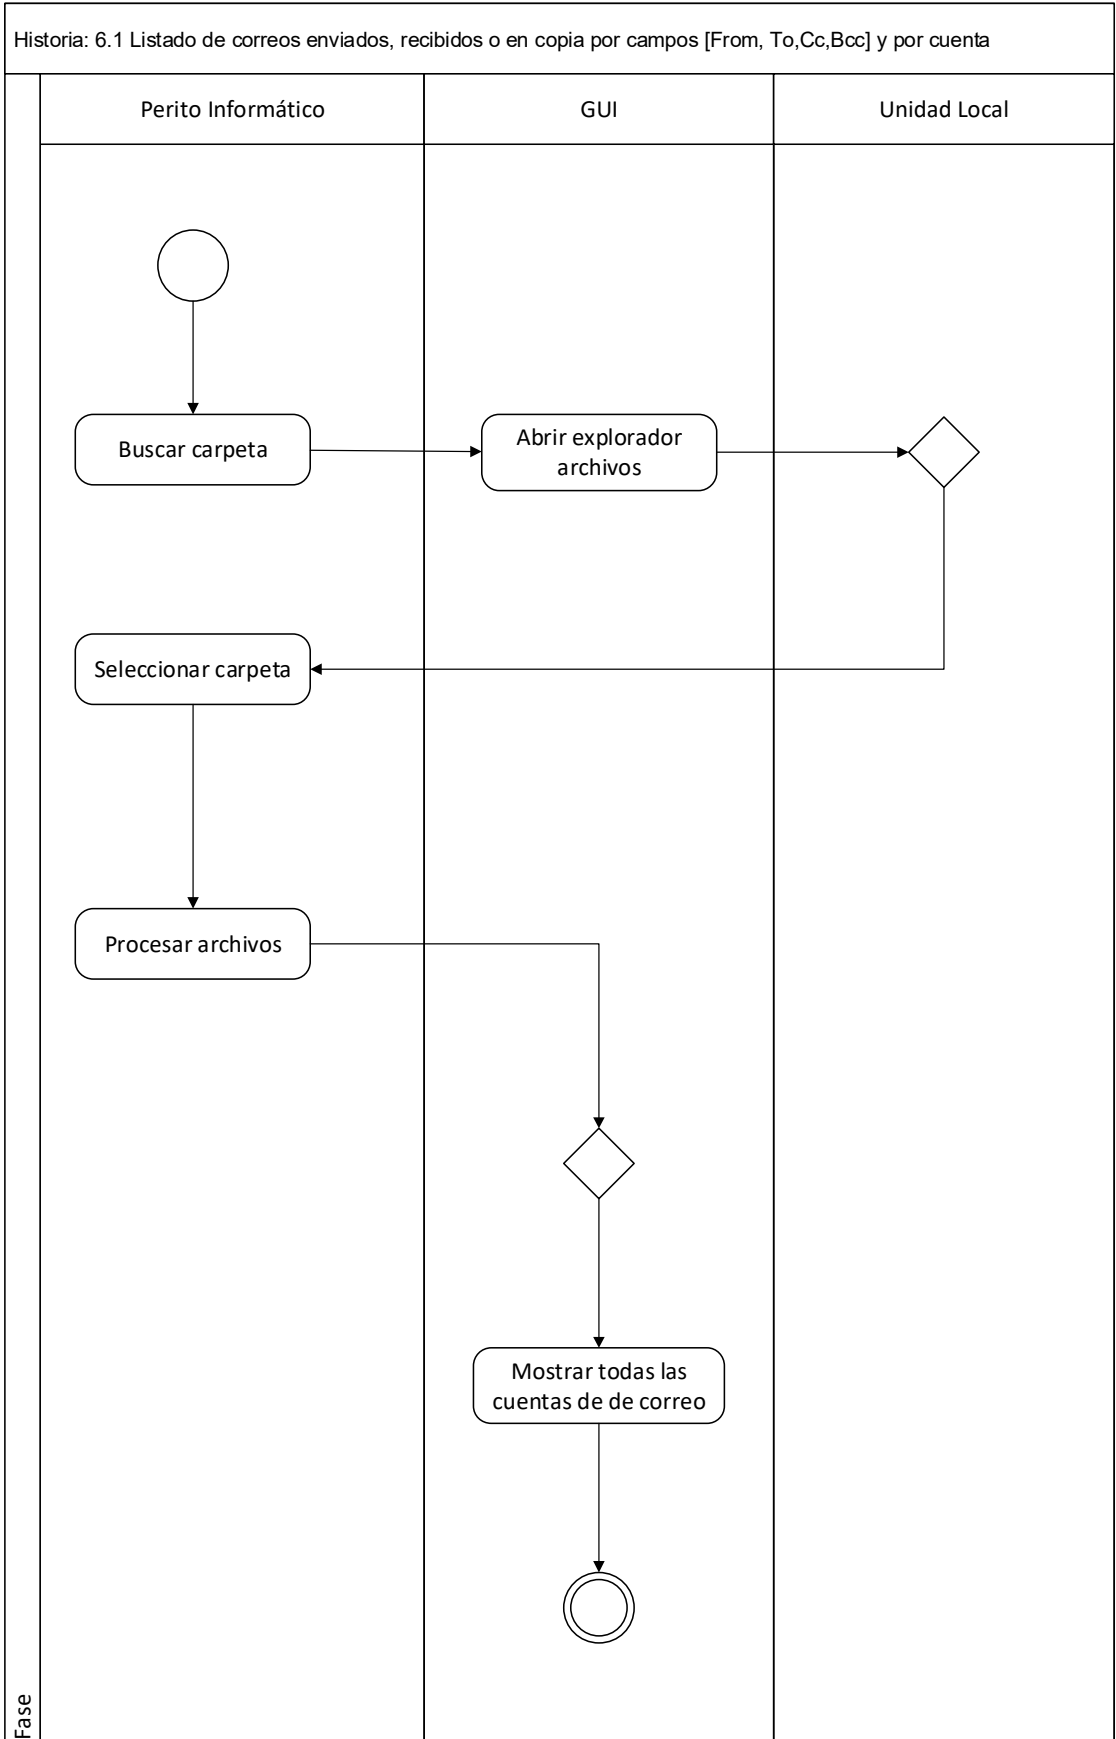 Historia: 6.1 Listado de correos enviados, recibidos o en copia por campos [From, To,Cc,Bcc] y por cuenta
Perito Informático
GUI
Unidad Local
Buscar carpeta
Abrir explorador
archivos
Seleccionar carpeta
Procesar archivos
Mostrar todas las
cuentas de de correo
Fase